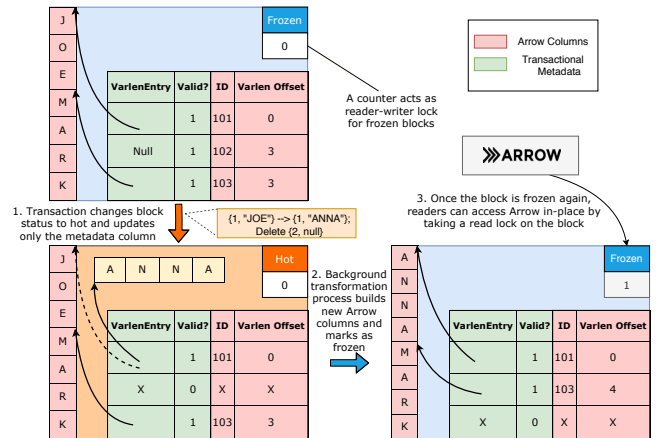 J
O
E
M
A
R
K
Frozen
0
VarlenEntry Valid? ID Varlen Offset
1 101 0
Null 1 102 3
1 103 3
Arrow Columns
Transactional
Metadata
A counter acts as
reader-writer lock
for frozen blocks
ARROW
1. Transaction changes block
status to hot and updates
only the metadata column
{1, "JOE"} --> {1, "ANNA"};
Delete {2, null}
3. Once the block is frozen again,
readers can access Arrow in-place by
taking a read lock on the block
J
O
E
M
A
R
K
A N N A
Hot
0
VarlenEntry Valid? ID Varlen Offset
1 101 0
X 0 X X
1 103 3
2. Background
transformation
process builds
new Arrow
columns and
marks as
frozen
A
N
N
A
M
A
R
K
Frozen
1
VarlenEntry Valid? ID Varlen Offset
1 101 0
1 103 4
X 0 X X